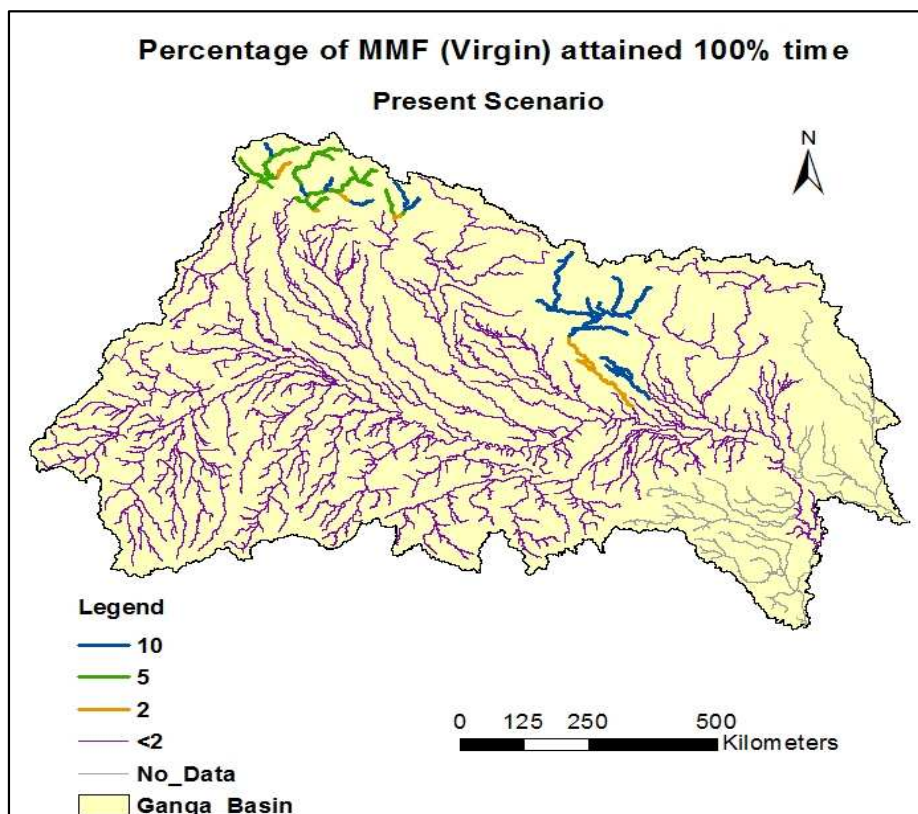 Percentage of MMF (Virgin) attained 100% time
Present Scenario
N
Legend
10
5
2
<2
No_Data
Ganga_Basin
0 125 250 500
Kilometers